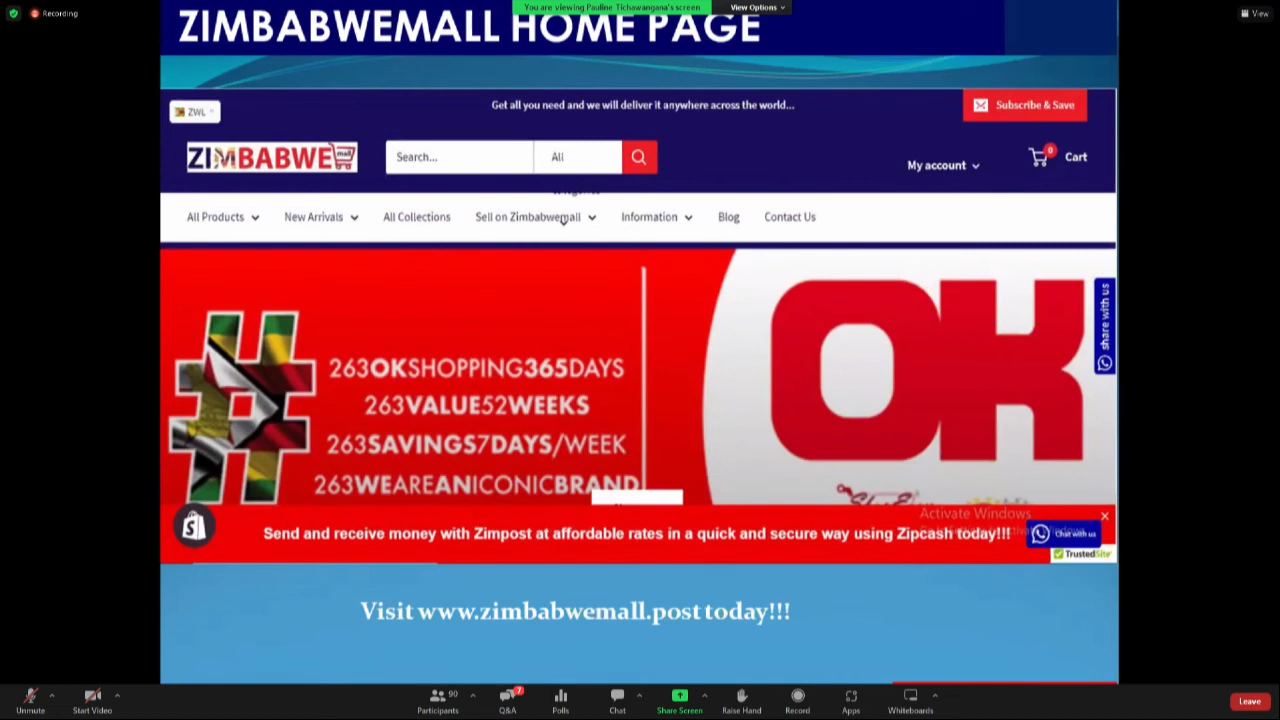 Recording
You are viewing Pauline Tichawangana's screen
View Options
View
ZIMBABWEMALL HOME PAGE
ZWL
Get all you need and we will deliver it anywhere across the world...
Subscribe & Save
ZIMBABWE mall
Search...
All
My account
0
Cart
categories
All Products
New Arrivals
All Collections
Sell on Zimbabwemall
Information
Blog
Contact Us
#
263OKSHOPPING365DAYS
263VALUE52WEEKS
263SAVINGS7DAYS/WEEK
263WEAREANICONICBRAND
OK
share with us
Activate Windows
Send and receive money with Zimpost at affordable rates in a quick and secure way using Zipcash today!!!
Chat with us
TrustedSite
Visit www.zimbabwemall.post today!!!
Unmute
Start Video
Participants
90
Q&A
7
Polls
Chat
Share Screen
Raise Hand
Record
Apps
Whiteboards
Leave